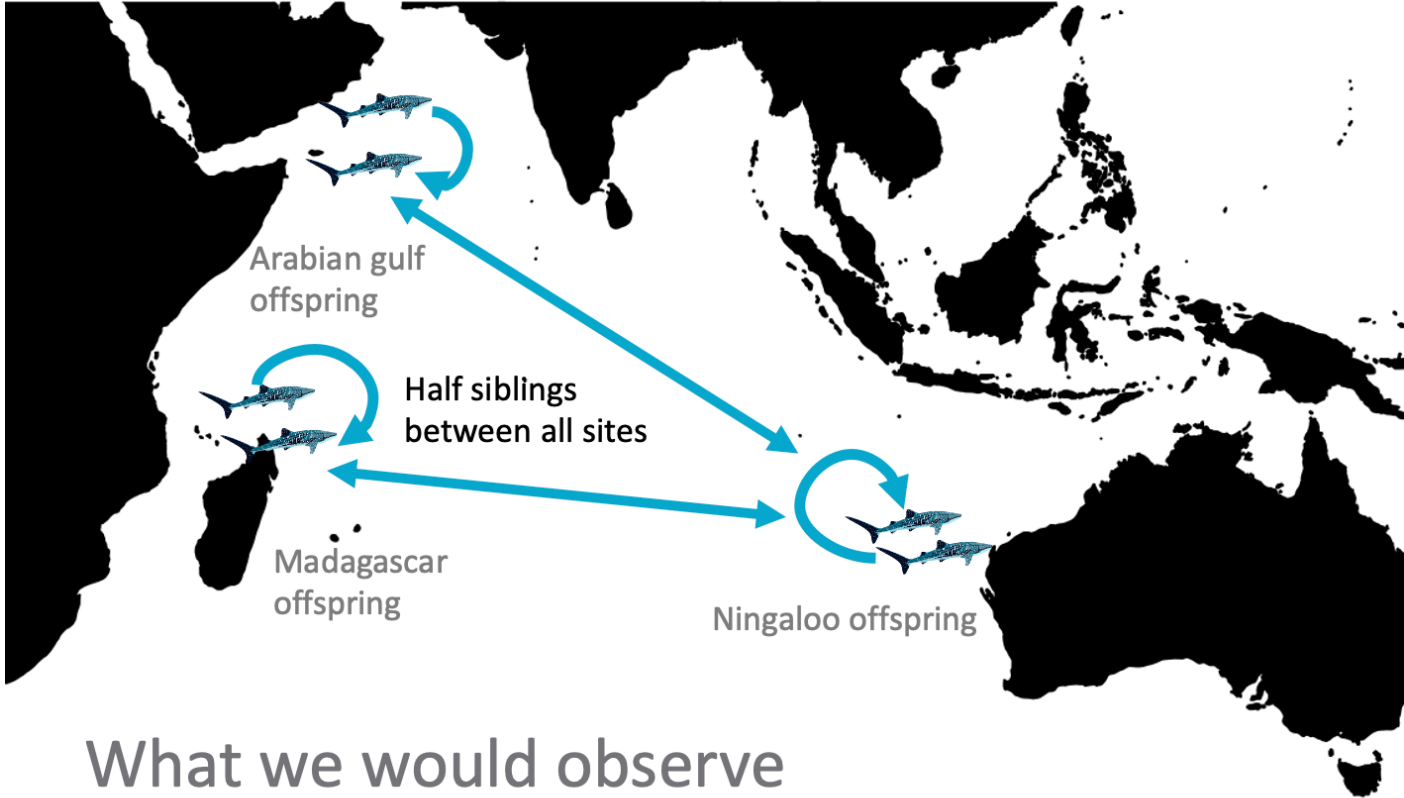 Arabian gulf
offspring
Half siblings
between all sites
Madagascar
offspring
Ningaloo offspring
What we would observe